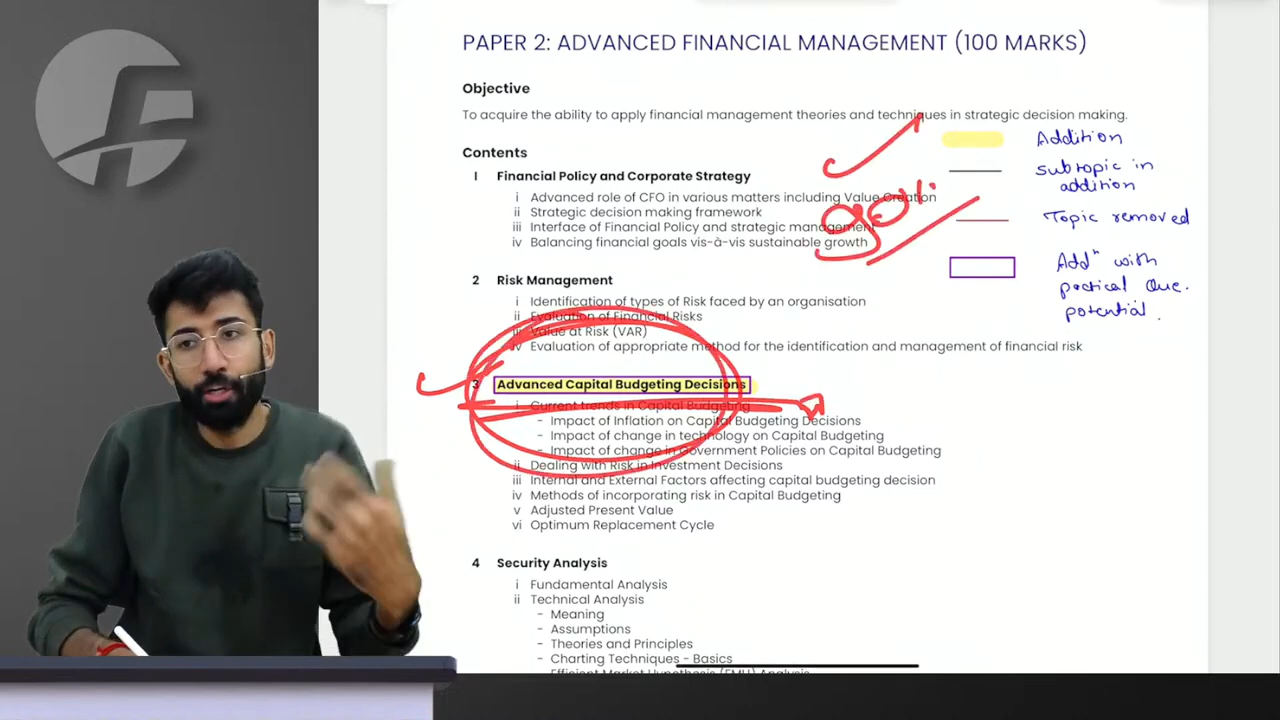 PAPER 2: ADVANCED FINANCIAL MANAGEMENT (100 MARKS)
Objective
To acquire the ability to apply financial management theories and techniques in strategic decision making.
Contents
1 Financial Policy and Corporate Strategy
i Advanced role of CFO in various matters including Value Creation
ii Strategic decision making framework
iii Interface of Financial Policy and strategic management
iv Balancing financial goals vis-à-vis sustainable growth
90%
Addition
subtopic in
addition
Topic removed
Addn with
practical Que.
potential.
2 Risk Management
i Identification of types of Risk faced by an organisation
ii Evaluation of Financial Risks
iii Value at Risk (VAR)
iv Evaluation of appropriate method for the identification and management of financial risk
3 Advanced Capital Budgeting Decisions
i Current trends in Capital Budgeting
- Impact of Inflation on Capital Budgeting Decisions
- Impact of change in technology on Capital Budgeting
- Impact of change in Government Policies on Capital Budgeting
ii Dealing with Risk in Investment Decisions
iii Internal and External Factors affecting capital budgeting decision
iv Methods of incorporating risk in Capital Budgeting
v Adjusted Present Value
vi Optimum Replacement Cycle
4 Security Analysis
i Fundamental Analysis
ii Technical Analysis
- Meaning
- Assumptions
- Theories and Principles
- Charting Techniques - Basics
- Efficient Market Hypothesis (EMH) Analysis